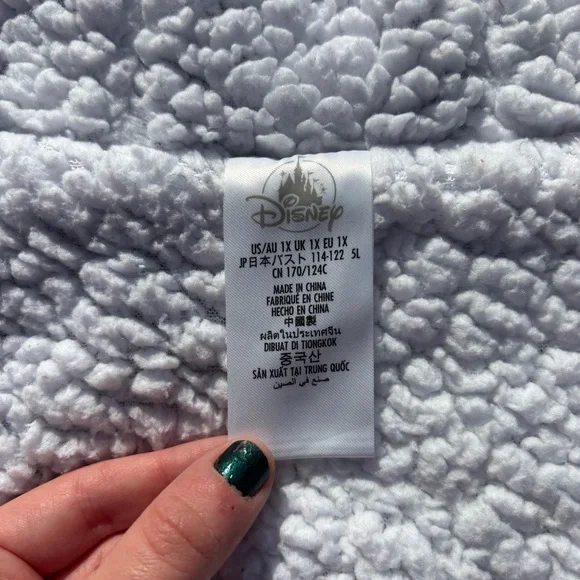 Disney
US/AU 1X UK 1X EU 1X
JP日本バスト 114-122 5L
CN 170/124C
MADE IN CHINA
FABRIQUÉ EN CHINE
HECHO EN CHINA
中國製
ผลิตในประเทศจีน
DIBUAT DI TIONGKOK
중국산
SẢN XUẤT TẠI TRUNG QUỐC
صنع في الصين